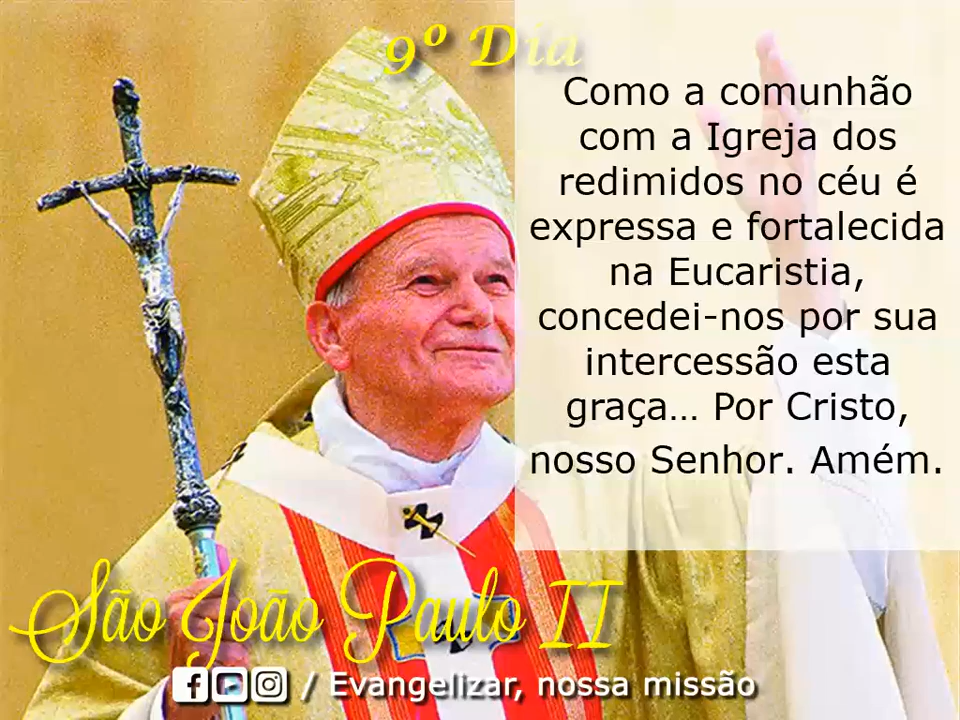 9º Dia
Como a comunhão
com a Igreja dos
redimidos no céu é
expressa e fortalecida
na Eucaristia,
concedei-nos por sua
intercessão esta
graça... Por Cristo,
nosso Senhor. Amém.
São João Paulo II
/ Evangelizar, nossa missão